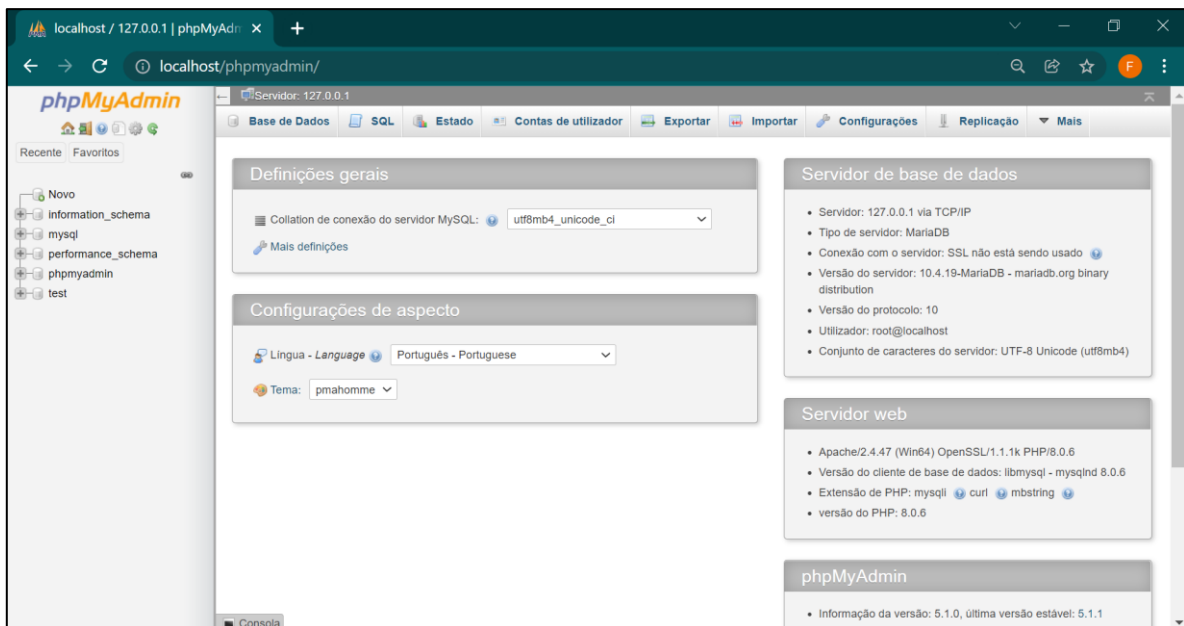 localhost / 127.0.0.1 | phpMyAdm
localhost/phpmyadmin/
F
phpMyAdmin
Recente Favoritos
Novo
information_schema
mysql
performance_schema
phpmyadmin
test
Servidor: 127.0.0.1
Base de Dados SQL Estado Contas de utilizador Exportar Importar Configurações Replicação Mais
Definições gerais
Collation de conexão do servidor MySQL: utf8mb4_unicode_ci
Mais definições
Configurações de aspecto
Língua - Language Português - Portuguese
Tema: pmahomme
Servidor de base de dados
Servidor: 127.0.0.1 via TCP/IP
Tipo de servidor: MariaDB
Conexão com o servidor: SSL não está sendo usado
Versão do servidor: 10.4.19-MariaDB - mariadb.org binary
distribution
Versão do protocolo: 10
Utilizador: root@localhost
Conjunto de caracteres do servidor: UTF-8 Unicode (utf8mb4)
Servidor web
Apache/2.4.47 (Win64) OpenSSL/1.1.1k PHP/8.0.6
Versão do cliente de base de dados: libmysql - mysqlnd 8.0.6
Extensão de PHP: mysqli curl mbstring
versão do PHP: 8.0.6
phpMyAdmin
Informação da versão: 5.1.0, última versão estável: 5.1.1
Consola